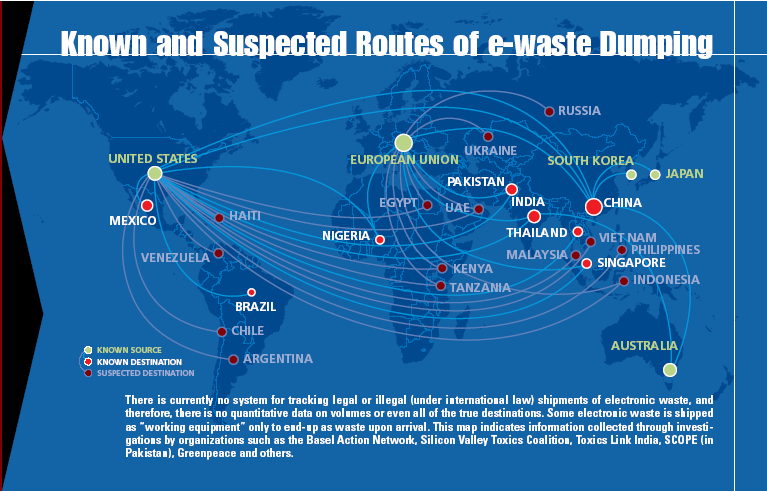 Known and Suspected Routes of e-waste Dumping
RUSSIA
UKRAINE
UNITED STATES
EUROPEAN UNION
SOUTH KOREA
JAPAN
PAKISTAN
MEXICO
HAITI
EGYPT
UAE
INDIA
CHINA
NIGERIA
THAILAND
VIET NAM
VENEZUELA
MALAYSIA
PHILIPPINES
SINGAPORE
KENYA
TANZANIA
INDONESIA
BRAZIL
CHILE
AUSTRALIA
KNOWN SOURCE
KNOWN DESTINATION
SUSPECTED DESTINATION
ARGENTINA
There is currently no system for tracking legal or illegal (under international law) shipments of electronic waste, and
therefore, there is no quantitative data on volumes or even all of the true destinations. Some electronic waste is shipped
as "working equipment" only to end-up as waste upon arrival. This map indicates information collected through investi-
gations by organizations such as the Basel Action Network, Silicon Valley Toxics Coalition, Toxics Link India, SCOPE (in
Pakistan), Greenpeace and others.